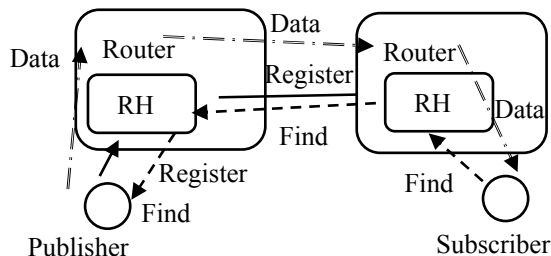 Data
Data
Router
Router
Register
RH
RH
Data
Find
Register
Find
Find
Publisher
Subscriber